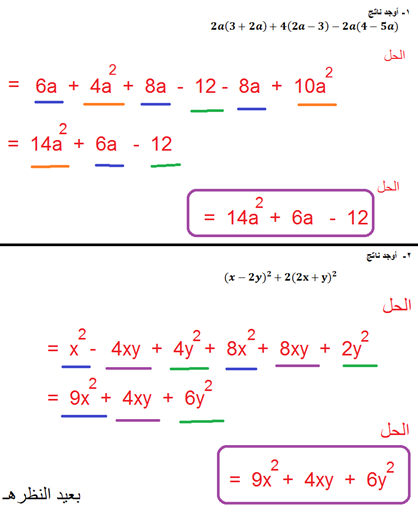 ١- أوجد ناتج
2a(3 + 2a) + 4(2a − 3) − 2a(4 − 5a)
الحل
= 6a + 4a² + 8a - 12 - 8a + 10a²
= 14a² + 6a - 12
الحل
= 14a² + 6a - 12
٢- أوجد ناتج
(x − 2y)² + 2(2x + y)²
الحل
= x² - 4xy + 4y² + 8x² + 8xy + 2y²
= 9x² + 4xy + 6y²
الحل
= 9x² + 4xy + 6y²
بعيد النظرهـ